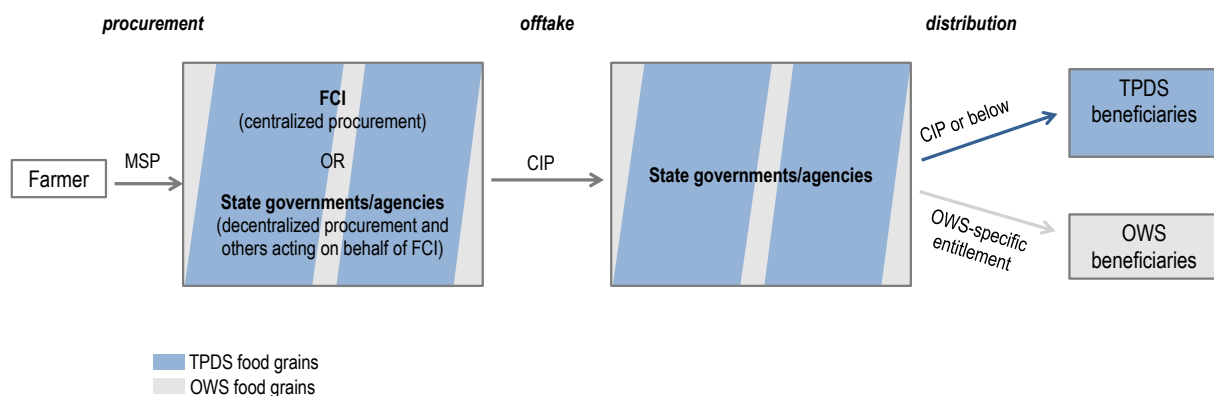 procurement
offtake
distribution
FCI
(centralized procurement)
OR
State governments/agencies
(decentralized procurement and
others acting on behalf of FCI)
Farmer
MSP
CIP
State governments/agencies
CIP or below
OWS-specific
entitlement
TPDS
beneficiaries
OWS
beneficiaries
TPDS food grains
OWS food grains